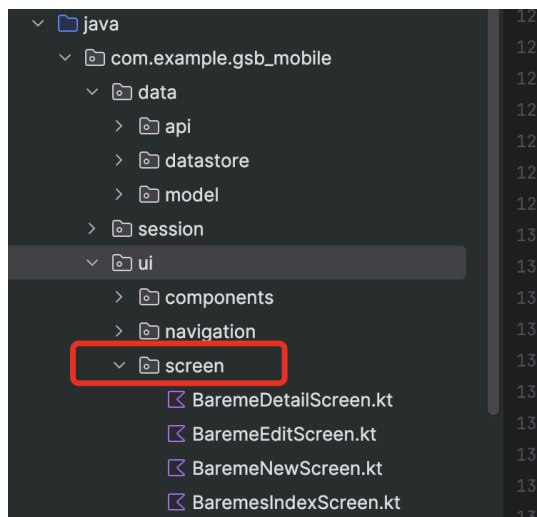 java
com.example.gsb_mobile
data
api
datastore
model
session
ui
components
navigation
screen
BaremeDetailScreen.kt
BaremeEditScreen.kt
BaremeNewScreen.kt
BaremesIndexScreen.kt